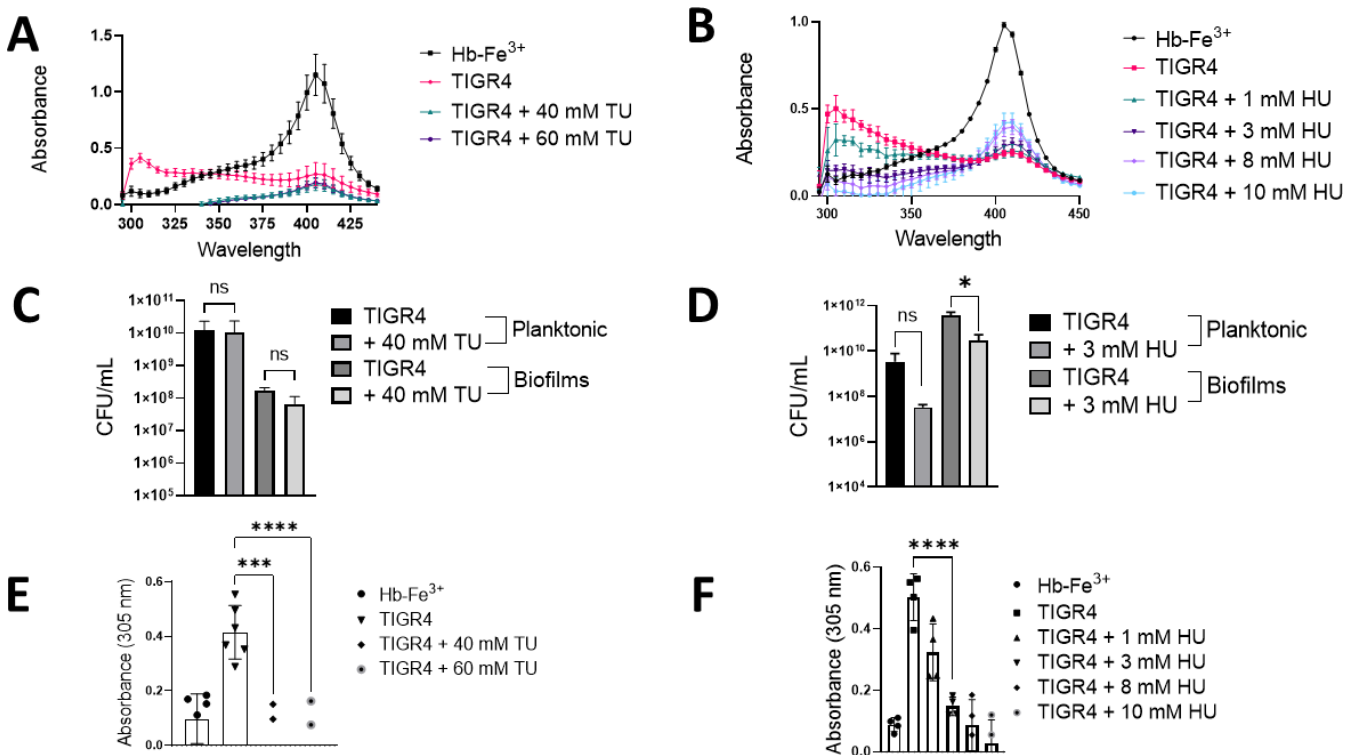 A
1.5
1.0
0.5
0.0
Absorbance
300 325 350 375 400 425
Wavelength
Hb-Fe³⁺
TIGR4
TIGR4 + 40 mM TU
TIGR4 + 60 mM TU
B
1.0
0.5
0.0
Absorbance
300 350 400 450
Wavelength
Hb-Fe³⁺
TIGR4
TIGR4 + 1 mM HU
TIGR4 + 3 mM HU
TIGR4 + 8 mM HU
TIGR4 + 10 mM HU
C
1×10¹¹
1×10¹⁰
1×10⁹
1×10⁸
1×10⁷
1×10⁶
1×10⁵
CFU/mL
ns
ns
TIGR4
+ 40 mM TU
Planktonic
TIGR4
+ 40 mM TU
Biofilms
D
1×10¹²
1×10¹⁰
1×10⁸
1×10⁶
1×10⁴
CFU/mL
ns
*
TIGR4
+ 3 mM HU
Planktonic
TIGR4
+ 3 mM HU
Biofilms
E
****
***
0.6
0.4
0.2
0.0
Absorbance (305 nm)
Hb-Fe³⁺
TIGR4
TIGR4 + 40 mM TU
TIGR4 + 60 mM TU
F
****
0.6
0.4
0.2
0.0
Absorbance (305 nm)
Hb-Fe³⁺
TIGR4
TIGR4 + 1 mM HU
TIGR4 + 3 mM HU
TIGR4 + 8 mM HU
TIGR4 + 10 mM HU